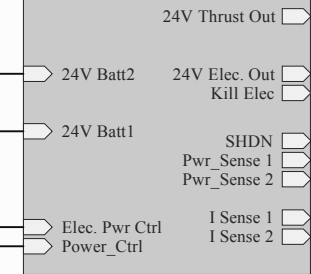 24V Thrust Out
24V Batt2
24V Elec. Out
Kill Elec
24V Batt1
SHDN
Pwr_Sense 1
Pwr_Sense 2
I Sense 1
Elec. Pwr Ctrl
I Sense 2
Power_Ctrl